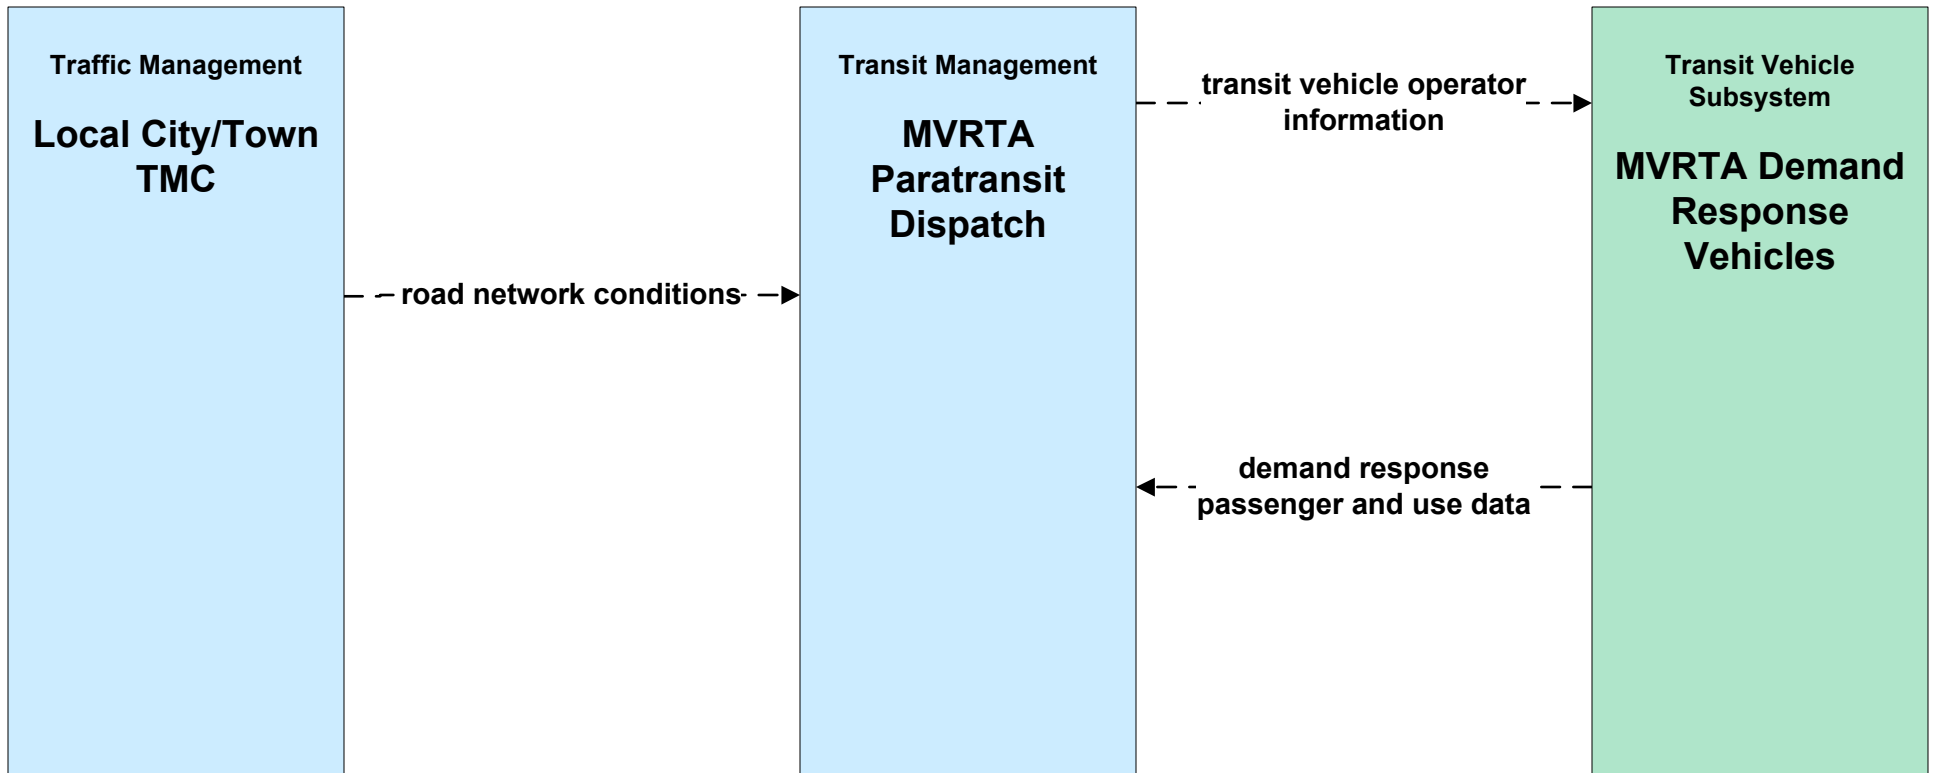 Traffic Management
Local City/Town
TMC
road network conditions
Transit Management
MVRTA
Paratransit
Dispatch
transit vehicle operator
information
demand response
passenger and use data
Transit Vehicle
Subsystem
MVRTA Demand
Response
Vehicles